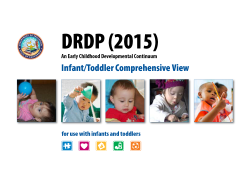 DRDP (2015)
An Early Childhood Developmental Continuum
Infant/Toddler Comprehensive View
for use with infants and toddlers